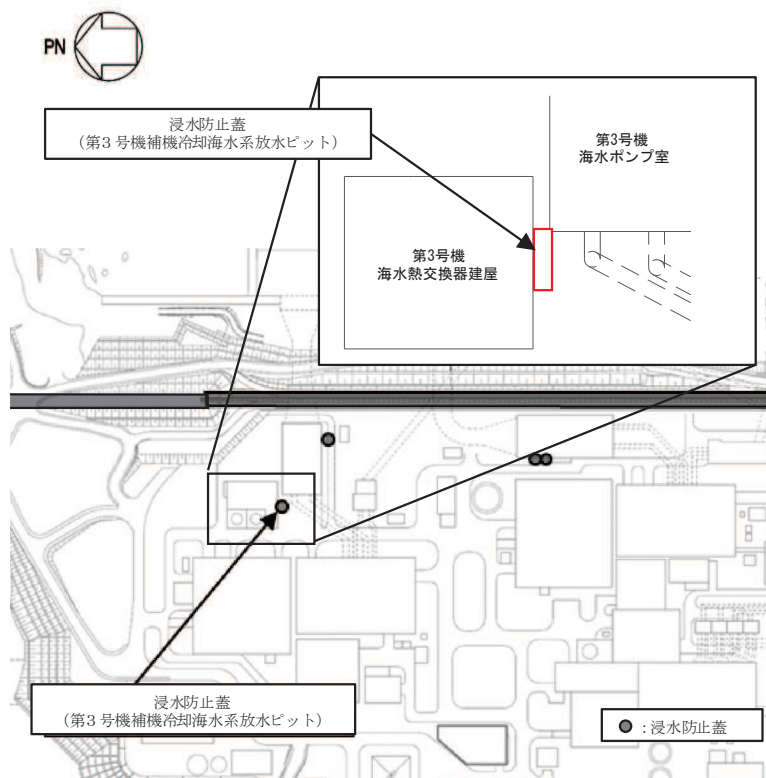 PN
浸水防止蓋
（第３号機補機冷却海水系放水ピット）
第3号機
海水ポンプ室
第3号機
海水熱交換器建屋
浸水防止蓋
（第３号機補機冷却海水系放水ピット）
：浸水防止蓋